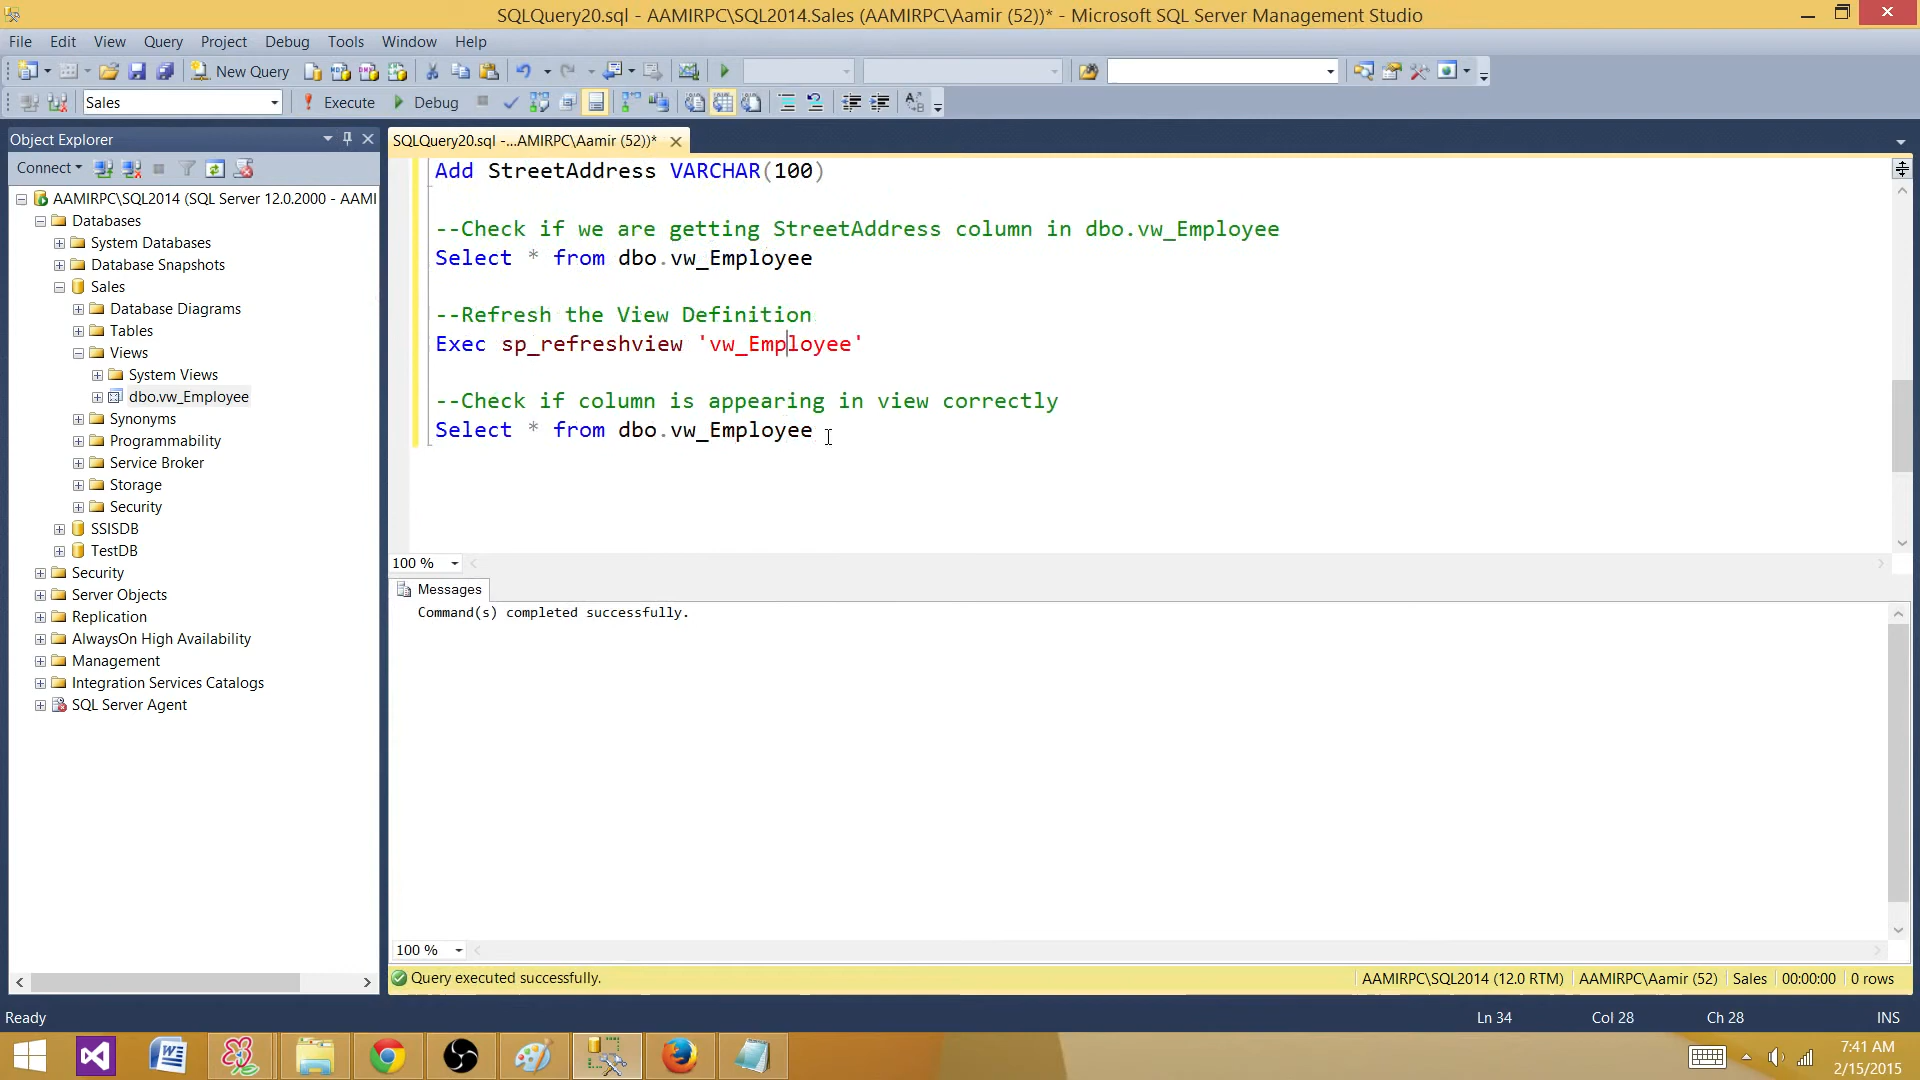 SQLQuery20.sql - AAMIRPC\SQL2014.Sales (AAMIRPC\Aamir (52))* - Microsoft SQL Server Management Studio
File Edit View Query Project Debug Tools Window Help
New Query
Sales Execute Debug
Object Explorer
SQLQuery20.sql -...AMIRPC\Aamir (52))*
Connect
AAMIRPC\SQL2014 (SQL Server 12.0.2000 - AAMI
Databases
System Databases
Database Snapshots
Sales
Database Diagrams
Tables
Views
System Views
dbo.vw_Employee
Synonyms
Programmability
Service Broker
Storage
Security
SSISDB
TestDB
Security
Server Objects
Replication
AlwaysOn High Availability
Management
Integration Services Catalogs
SQL Server Agent
Add StreetAddress VARCHAR(100)
--Check if we are getting StreetAddress column in dbo.vw_Employee
Select * from dbo.vw_Employee
--Refresh the View Definition
Exec sp_refreshview 'vw_Employee'
--Check if column is appearing in view correctly
Select * from dbo.vw_Employee
100 %
Messages
Command(s) completed successfully.
100 %
Query executed successfully. AAMIRPC\SQL2014 (12.0 RTM) AAMIRPC\Aamir (52) Sales 00:00:00 0 rows
Ready Ln 34 Col 28 Ch 28 INS
7:41 AM
2/15/2015